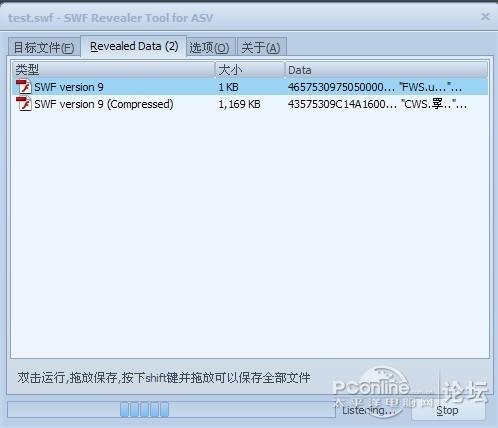 test.swf - SWF Revealer Tool for ASV
目标文件(F) Revealed Data (2) 选项(O) 关于(A)
类型 大小 Data
SWF version 9 1 KB 4657530975050000... "FWS.u..."...
SWF version 9 (Compressed) 1,169 KB 43575309C14A1600... "CWS.罙.."...
双击运行,拖放保存,按下shift键并拖放可以保存全部文件
Listening... Stop
PConline 论坛
太平洋电脑网